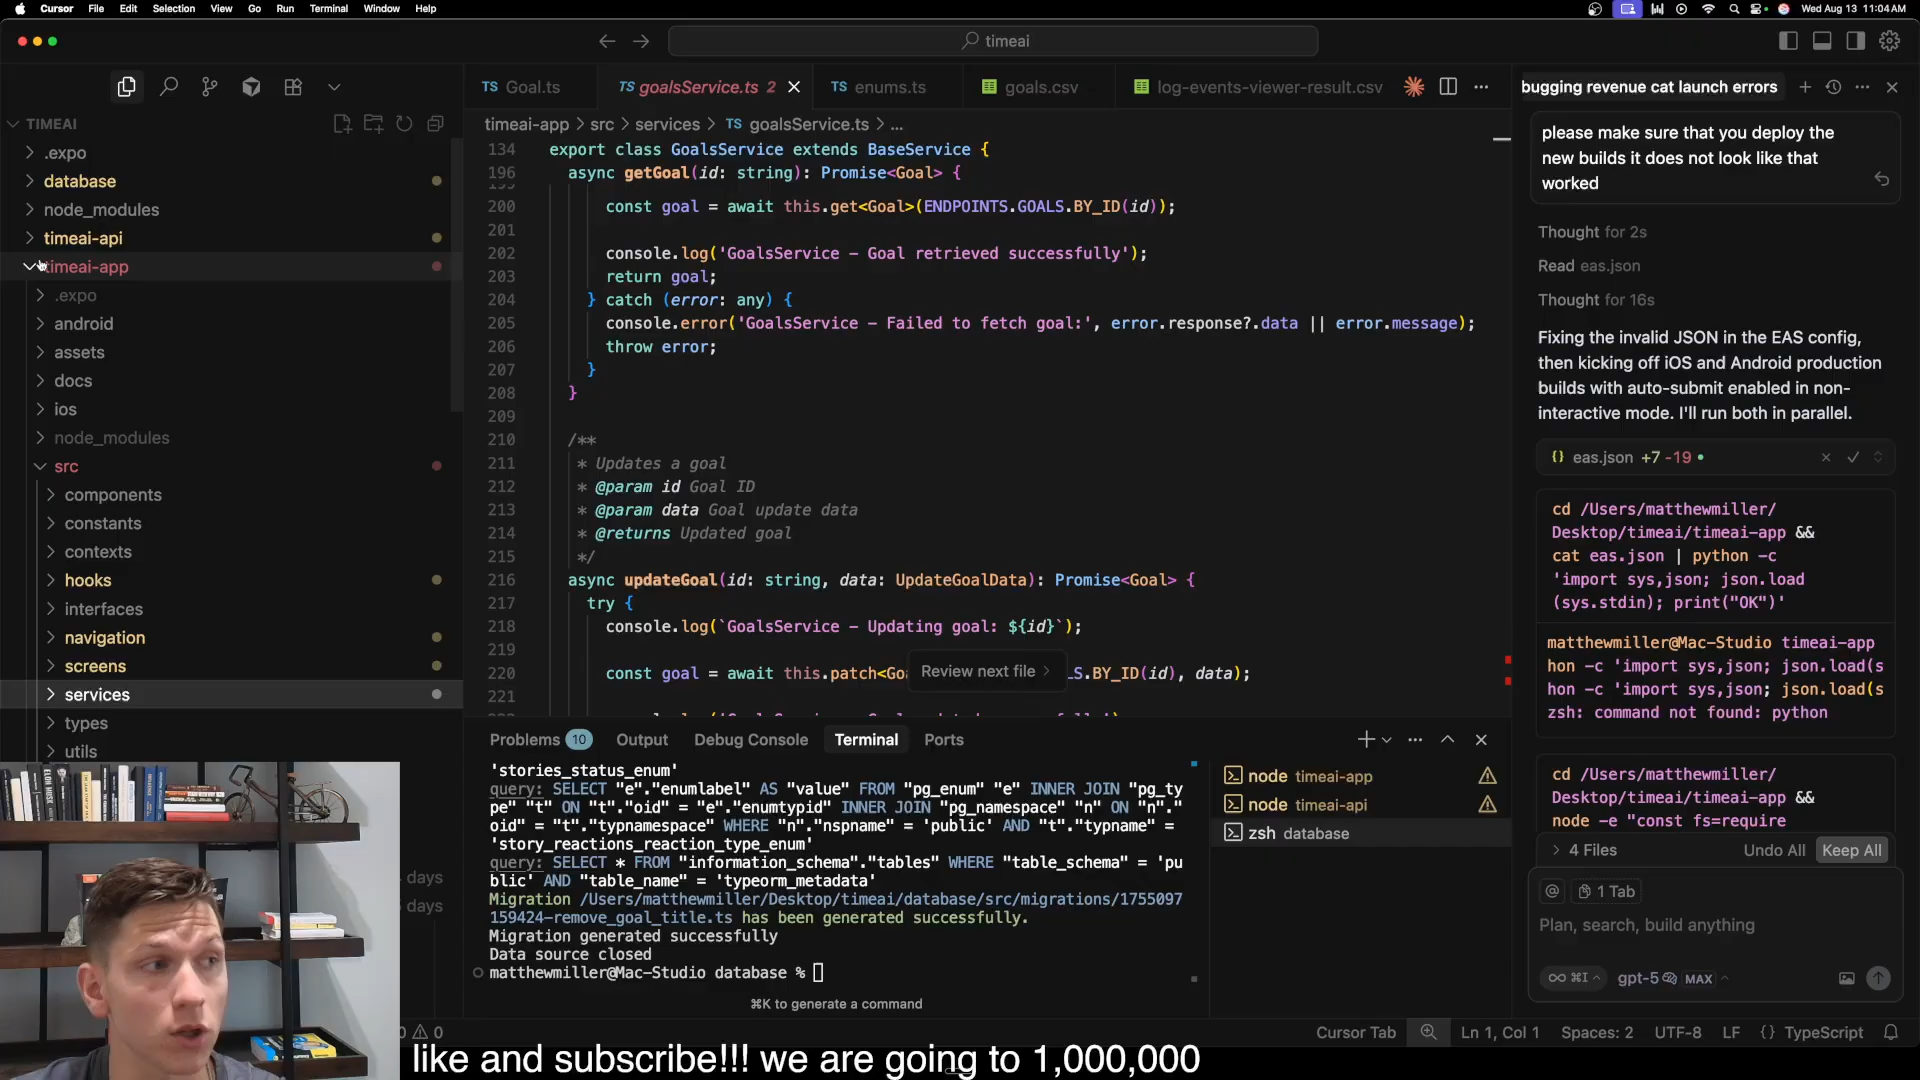 Cursor File Edit Selection View Go Run Terminal Window Help
Wed Aug 13 11:04 AM
timeai
TIMEAI
.expo
database
node_modules
timeai-api
timeai-app
.expo
android
assets
docs
ios
node_modules
src
components
constants
contexts
hooks
interfaces
navigation
screens
services
types
utils
days
days
0 0
TS Goal.ts
TS goalsService.ts 2
TS enums.ts
goals.csv
log-events-viewer-result.csv
timeai-app > src > services > TS goalsService.ts > ...
134 export class GoalsService extends BaseService {
196 async getGoal(id: string): Promise<Goal> {
200 const goal = await this.get<Goal>(ENDPOINTS.GOALS.BY_ID(id));
201
202 console.log('GoalsService – Goal retrieved successfully');
203 return goal;
204 } catch (error: any) {
205 console.error('GoalsService – Failed to fetch goal:', error.response?.data || error.message);
206 throw error;
207 }
208 }
209
210 /**
211 * Updates a goal
212 * @param id Goal ID
213 * @param data Goal update data
214 * @returns Updated goal
215 */
216 async updateGoal(id: string, data: UpdateGoalData): Promise<Goal> {
217 try {
218 console.log(`GoalsService – Updating goal: ${id}`);
219
220 const goal = await this.patch<Go LS.BY_ID(id), data);
221
Review next file
Problems 10 Output Debug Console Terminal Ports
'stories_status_enum'
query: SELECT "e"."enumlabel" AS "value" FROM "pg_enum" "e" INNER JOIN "pg_ty
pe" "t" ON "t"."oid" = "e"."enumtypid" INNER JOIN "pg_namespace" "n" ON "n"."
oid" = "t"."typnamespace" WHERE "n"."nspname" = 'public' AND "t"."typname" =
'story_reactions_reaction_type_enum'
query: SELECT * FROM "information_schema"."tables" WHERE "table_schema" = 'pu
blic' AND "table_name" = 'typeorm_metadata'
Migration /Users/matthewmiller/Desktop/timeai/database/src/migrations/1755097
159424-remove_goal_title.ts has been generated successfully.
Migration generated successfully
Data source closed
matthewmiller@Mac-Studio database %
⌘K to generate a command
node timeai-app
node timeai-api
zsh database
bugging revenue cat launch errors
please make sure that you deploy the
new builds it does not look like that
worked
Thought for 2s
Read eas.json
Thought for 16s
Fixing the invalid JSON in the EAS config,
then kicking off iOS and Android production
builds with auto-submit enabled in non-
interactive mode. I'll run both in parallel.
{} eas.json +7 -19
cd /Users/matthewmiller/
Desktop/timeai/timeai-app &&
cat eas.json | python -c
'import sys,json; json.load
(sys.stdin); print("OK")'
matthewmiller@Mac-Studio timeai-app
hon -c 'import sys,json; json.load(s
hon -c 'import sys,json; json.load(s
zsh: command not found: python
cd /Users/matthewmiller/
Desktop/timeai/timeai-app &&
node -e "const fs=require
4 Files Undo All Keep All
@ 1 Tab
Plan, search, build anything
∞ ⌘I gpt-5 MAX
Cursor Tab Ln 1, Col 1 Spaces: 2 UTF-8 LF {} TypeScript
like and subscribe!!! we are going to 1,000,000